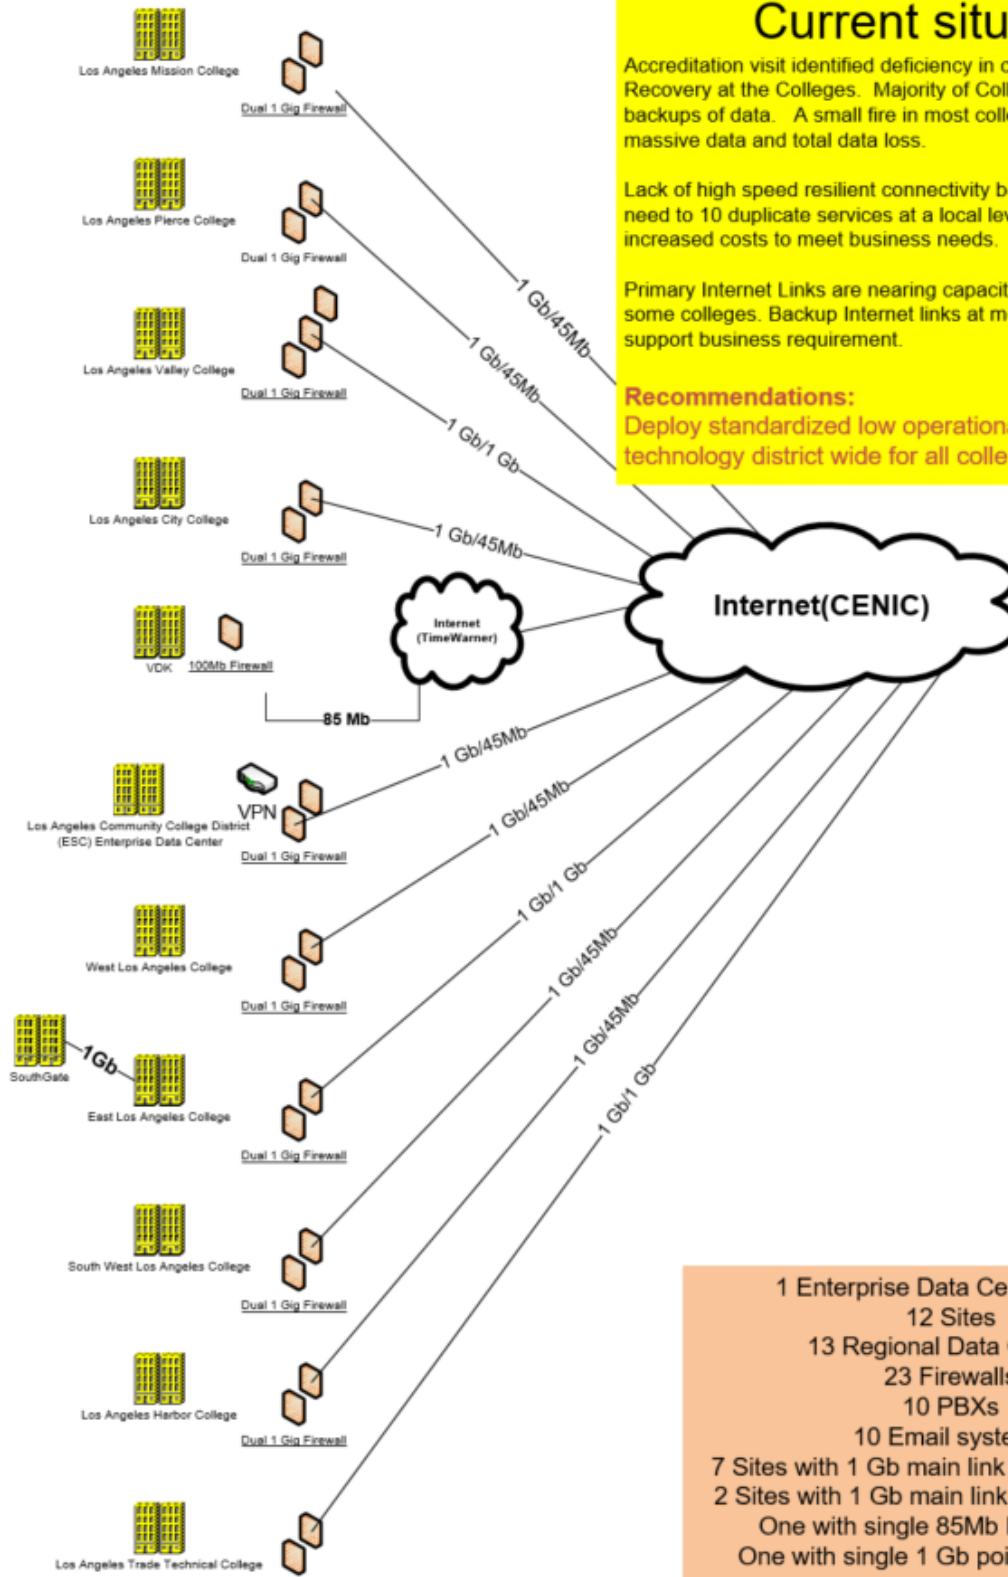 Current situ
Accreditation visit identified deficiency in
Recovery at the Colleges. Majority of Coll
backups of data. A small fire in most colle
massive data and total data loss.
Lack of high speed resilient connectivity b
need to 10 duplicate services at a local lev
increased costs to meet business needs.
Primary Internet Links are nearing capacit
some colleges. Backup Internet links at m
support business requirement.
Recommendations:
Deploy standardized low operationa
technology district wide for all colle
Los Angeles Mission College
Dual 1 Gig Firewall
1 Gb/45Mb
Los Angeles Pierce College
Dual 1 Gig Firewall
1 Gb/45Mb
Los Angeles Valley College
Dual 1 Gig Firewall
1 Gb/1 Gb
Los Angeles City College
Dual 1 Gig Firewall
1 Gb/45Mb
Internet
(TimeWarner)
Internet(CENIC)
VDK
100Mb Firewall
85 Mb
VPN
Los Angeles Community College District
(ESC) Enterprise Data Center
Dual 1 Gig Firewall
1 Gb/45Mb
West Los Angeles College
Dual 1 Gig Firewall
1 Gb/45Mb
SouthGate
1Gb
East Los Angeles College
Dual 1 Gig Firewall
1 Gb/1 Gb
South West Los Angeles College
Dual 1 Gig Firewall
1 Gb/45Mb
Los Angeles Harbor College
Dual 1 Gig Firewall
1 Gb/45Mb
Los Angeles Trade Technical College
1 Gb/1 Gb
1 Enterprise Data Ce
12 Sites
13 Regional Data
23 Firewalls
10 PBXs
10 Email syste
7 Sites with 1 Gb main link
2 Sites with 1 Gb main link
One with single 85Mb
One with single 1 Gb poi